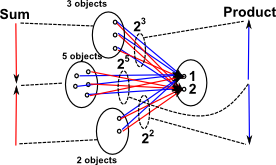 3 objects
Sum
Product
2³
5 objects
2⁵
1
2
2²
2 objects